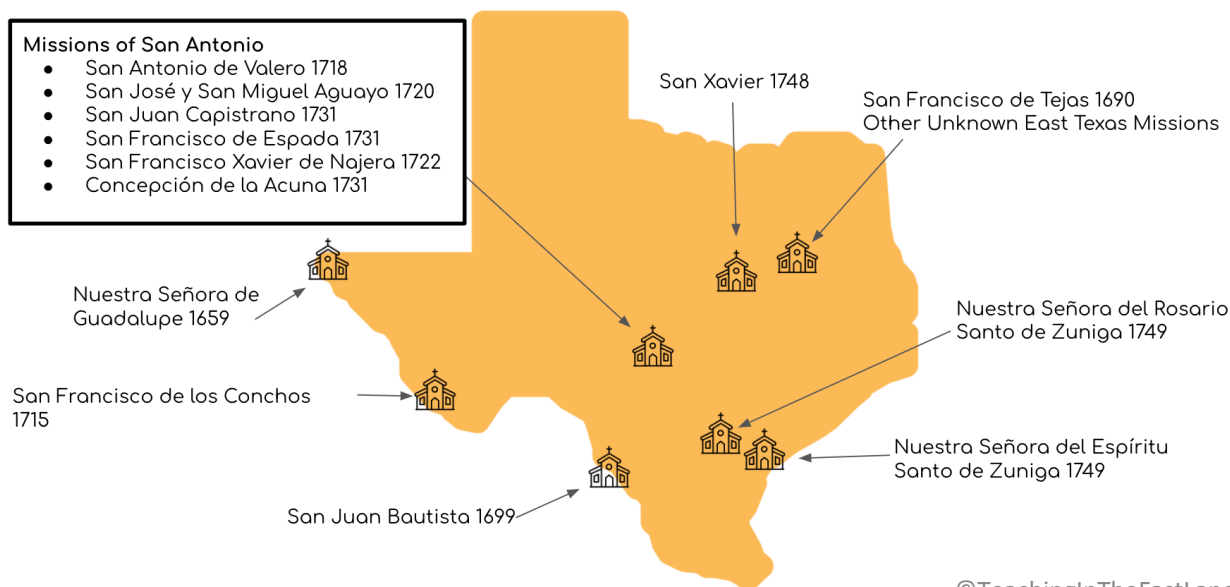 Missions of San Antonio
● San Antonio de Valero 1718
● San José y San Miguel Aguayo 1720
● San Juan Capistrano 1731
● San Francisco de Espada 1731
● San Francisco Xavier de Najera 1722
● Concepción de la Acuna 1731
San Xavier 1748
San Francisco de Tejas 1690
Other Unknown East Texas Missions
Nuestra Señora de
Guadalupe 1659
Nuestra Señora del Rosario
Santo de Zuniga 1749
San Francisco de los Conchos
1715
Nuestra Señora del Espíritu
Santo de Zuniga 1749
San Juan Bautista 1699